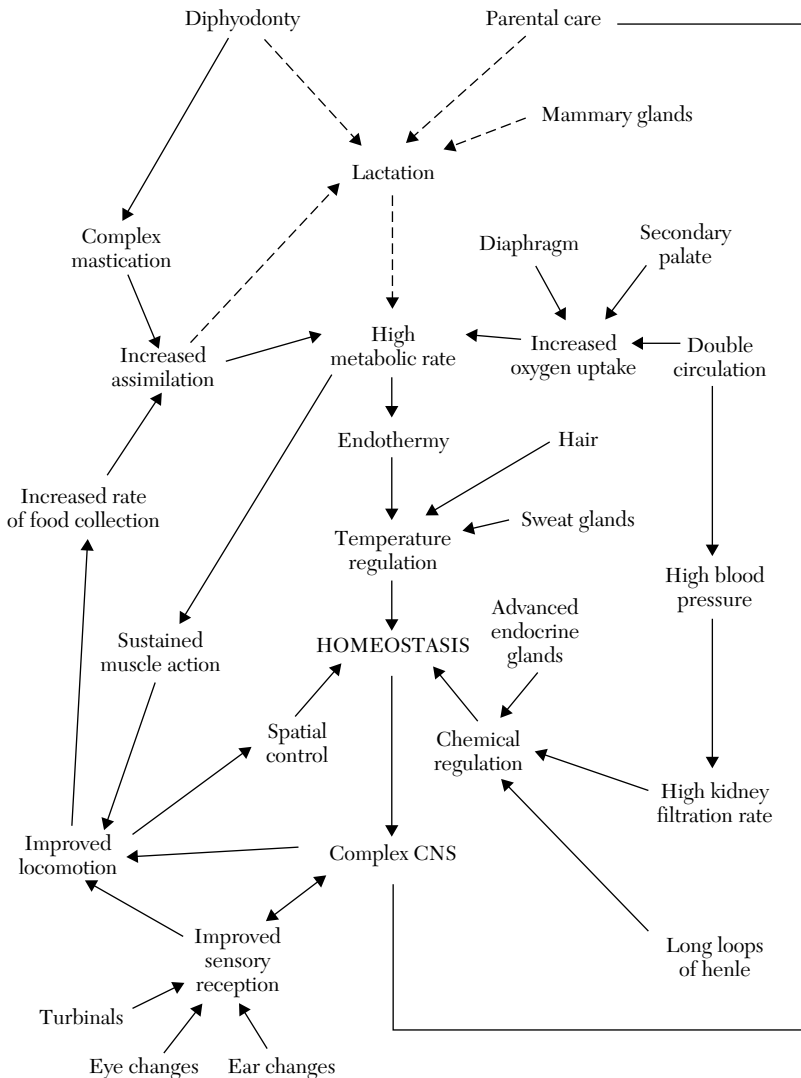 Diphyodonty
Parental care
Mammary glands
Lactation
Complex
mastication
Diaphragm
Secondary
palate
Increased
assimilation
High
metabolic rate
Increased
oxygen uptake
Double
circulation
Endothermy
Hair
Increased rate
of food collection
Sweat glands
Temperature
regulation
High blood
pressure
Advanced
endocrine
glands
Sustained
muscle action
HOMEOSTASIS
Spatial
control
Chemical
regulation
High kidney
filtration rate
Improved
locomotion
Complex CNS
Improved
sensory
reception
Long loops
of henle
Turbinals
Eye changes
Ear changes